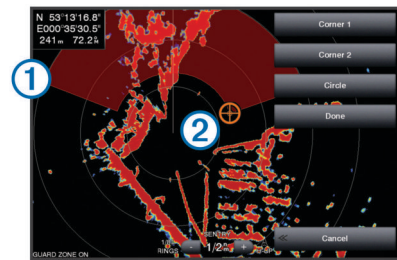 N 53°13'16.8"
E000°35'30.5"
241m 72.2
Corner 1
Corner 2
Circle
Done
1
2
SENTRY
RINGS
- 1/2 +
Cancel
GUARD ZONE ON